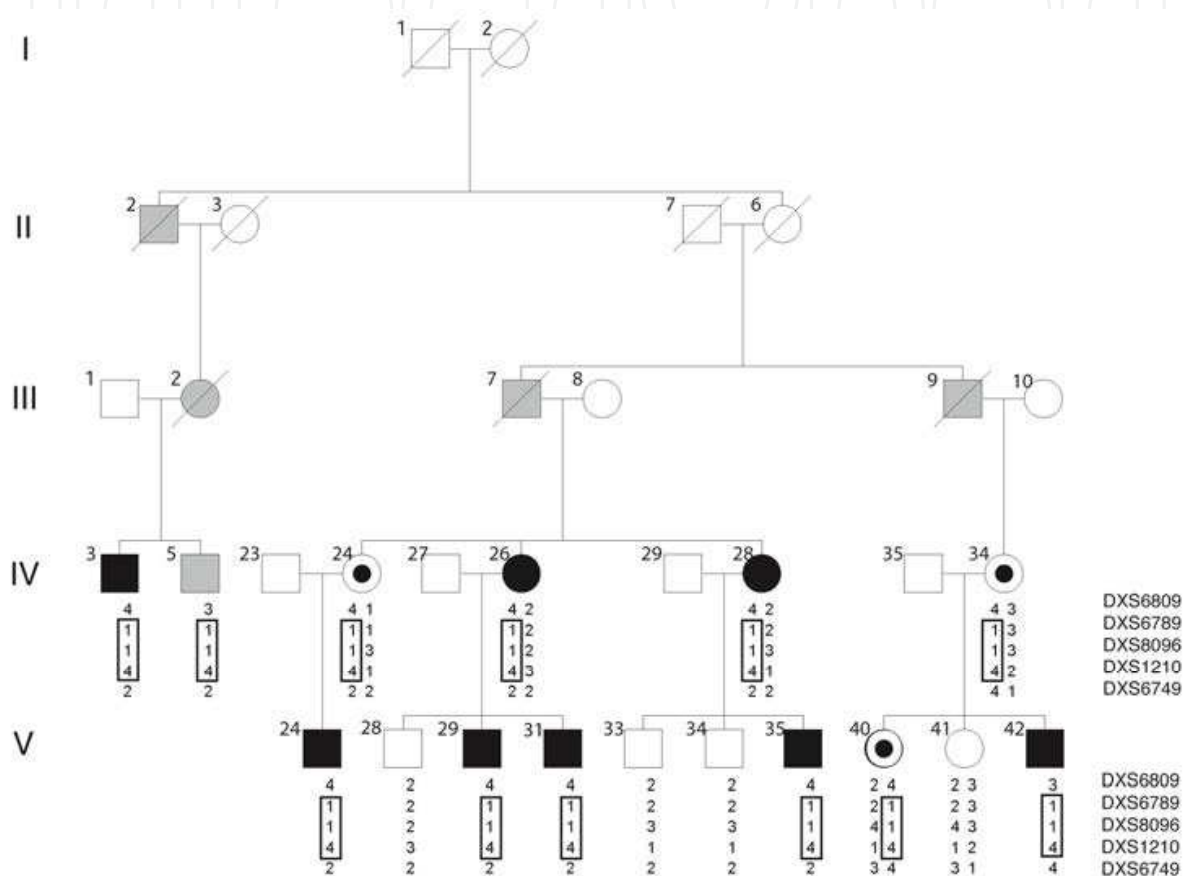 I
1 2
II
2 3 7 6
III
1 2 7 8 9 10
IV
3 5 23 24 27 26 29 28 35 34
4 3 4 1 4 2 4 2 4 3 DXS6809
1 1 1 1 1 2 1 2 1 3 DXS6789
1 1 1 3 1 2 1 3 1 3 DXS8096
4 4 4 1 4 3 4 1 4 2 DXS1210
2 2 2 2 2 2 2 2 4 1 DXS6749
V
24 28 29 31 33 34 35 40 41 42
4 2 4 4 2 2 4 2 4 2 3 3 DXS6809
1 2 1 1 2 2 1 2 1 2 3 1 DXS6789
1 2 1 1 3 3 1 4 1 4 3 1 DXS8096
4 3 4 4 1 1 4 1 4 1 2 4 DXS1210
2 2 2 2 2 2 2 3 4 3 1 4 DXS6749